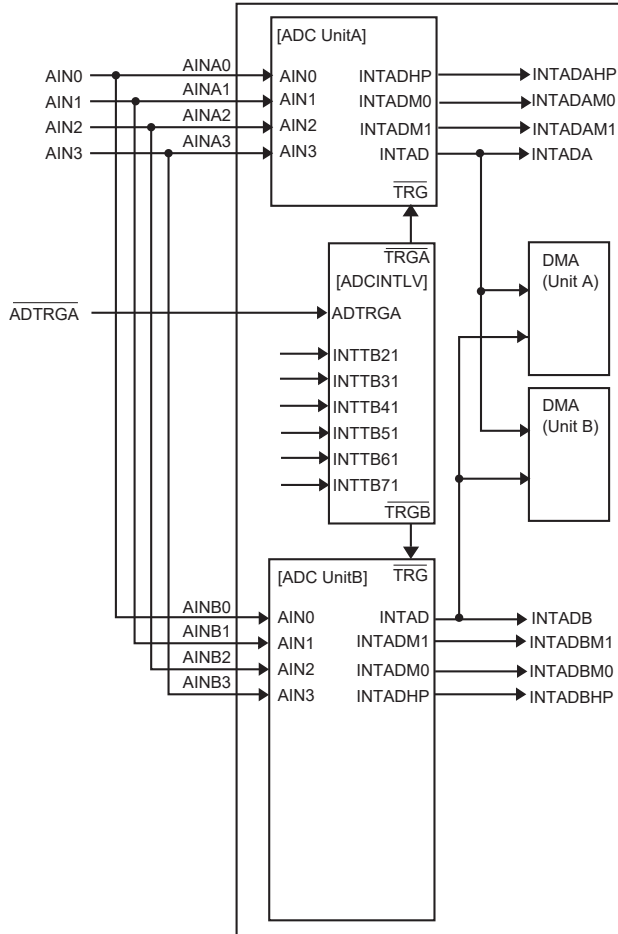 [ADC UnitA]
AIN0 AINA0 AIN0 INTADHP INTADAHP
AIN1 AINA1 AIN1 INTADM0 INTADAM0
AIN2 AINA2 AIN2 INTADM1 INTADAM1
AIN3 AINA3 AIN3 INTAD INTADA
TRG
TRGA
[ADCINTLV]
DMA
(Unit A)
ADTRGA ADTRGA
INTTB21
INTTB31
INTTB41
DMA
(Unit B)
INTTB51
INTTB61
INTTB71
TRGB
[ADC UnitB] TRG
AINB0 AIN0 INTAD INTADB
AINB1 AIN1 INTADM1 INTADBM1
AINB2 AIN2 INTADM0 INTADBM0
AINB3 AIN3 INTADHP INTADBHP